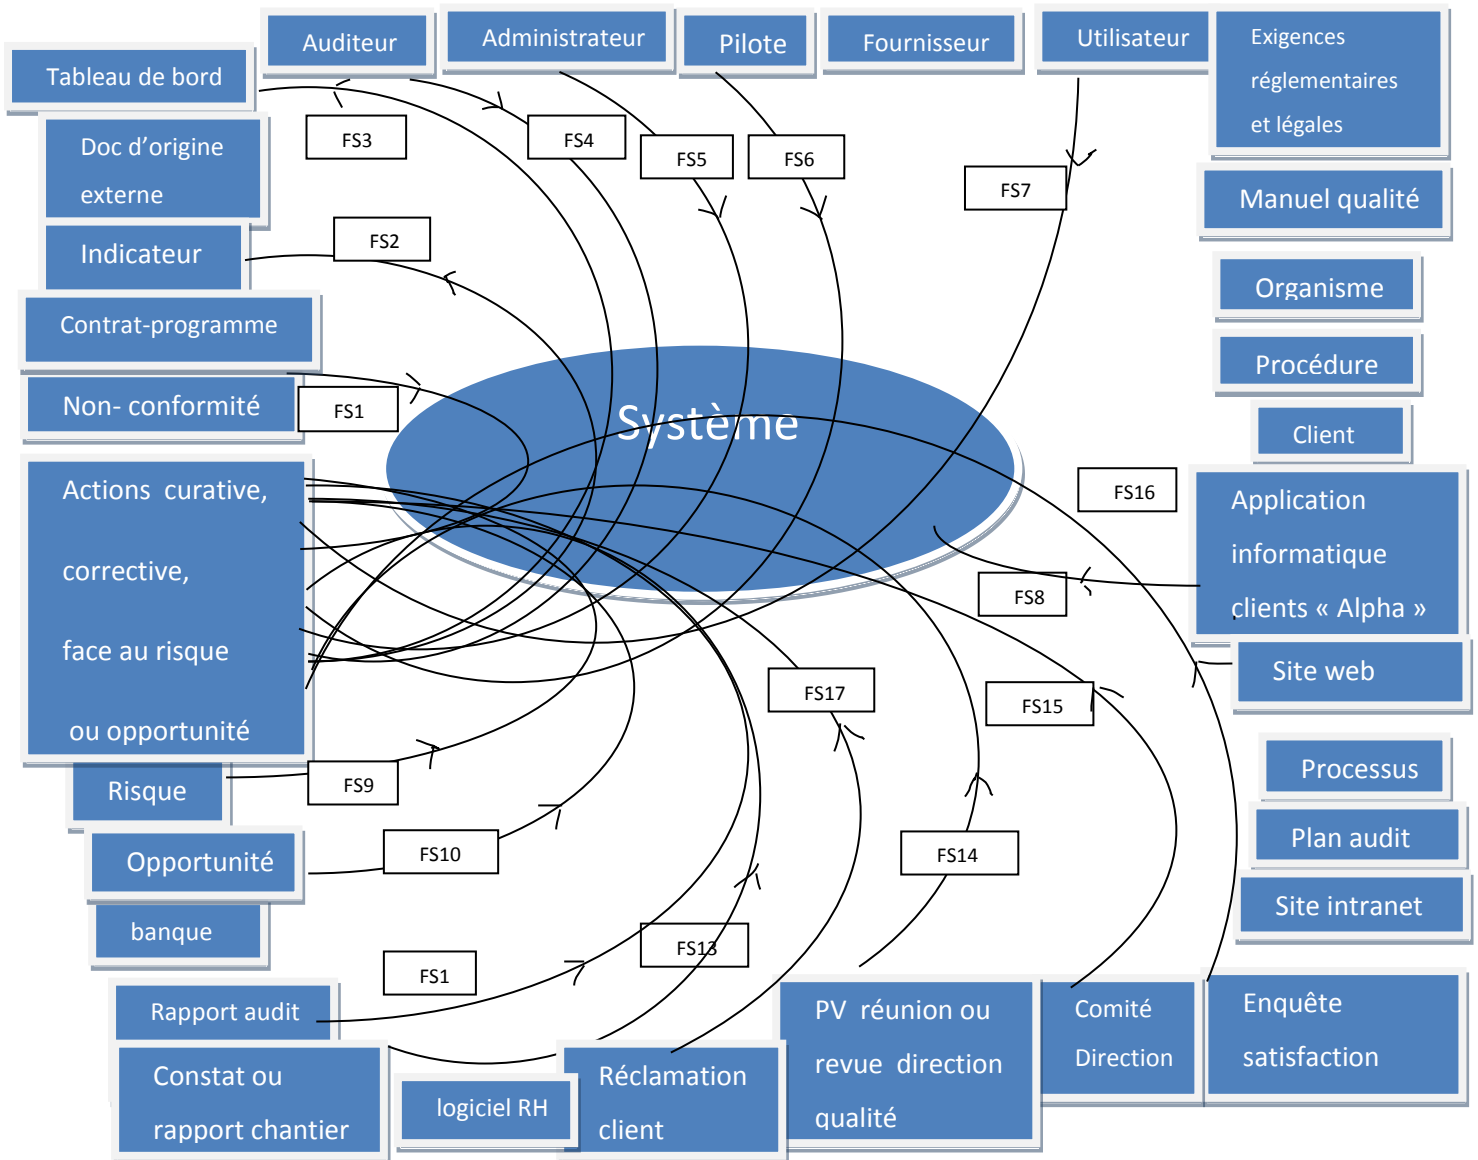 Auditeur
Administrateur
Pilote
Fournisseur
Utilisateur
Exigences
réglementaires
et légales
Tableau de bord
FS3
FS4
FS5
FS6
FS7
Doc d’origine
externe
Manuel qualité
Indicateur
FS2
Organisme
Contrat-programme
Procédure
Non- conformité
FS1
Système
Client
Actions curative,
corrective,
face au risque
ou opportunité
FS16
Application
informatique
clients « Alpha »
FS8
Site web
FS17
FS15
Risque
FS9
Processus
Opportunité
FS10
FS14
Plan audit
banque
FS1
FS13
Site intranet
Rapport audit
Constat ou
rapport chantier
logiciel RH
Réclamation
client
PV réunion ou
revue direction
qualité
Comité
Direction
Enquête
satisfaction